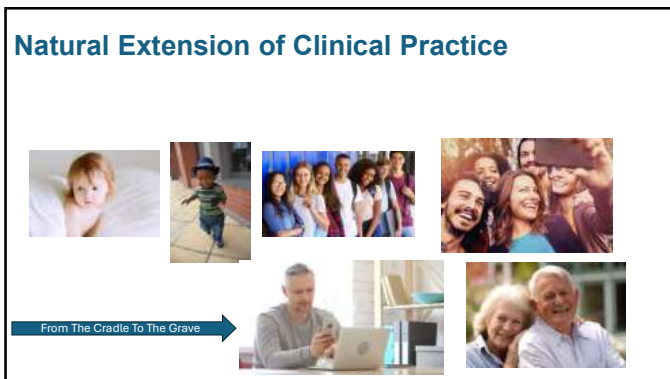 Natural Extension of Clinical Practice
From The Cradle To The Grave